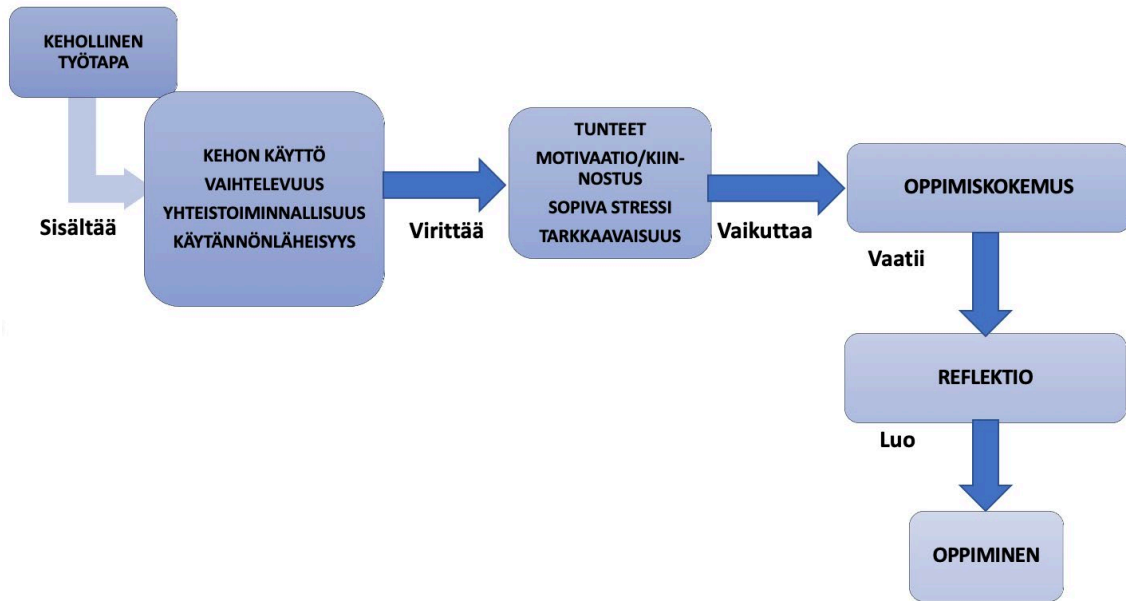 KEHOLLINEN
TYÖTAPA
Sisältää
KEHON KÄYTTÖ
VAIHTELEVUUS
YHTEISTOIMINNALLISUUS
KÄYTÄNNÖNLÄHEISYYS
Virittää
TUNTEET
MOTIVAATIO/KIIN-
NOSTUS
SOPIVA STRESSI
TARKKAAVAISUUS
Vaikuttaa
OPPIMISKOKEMUS
Vaatii
REFLEKTIO
Luo
OPPIMINEN